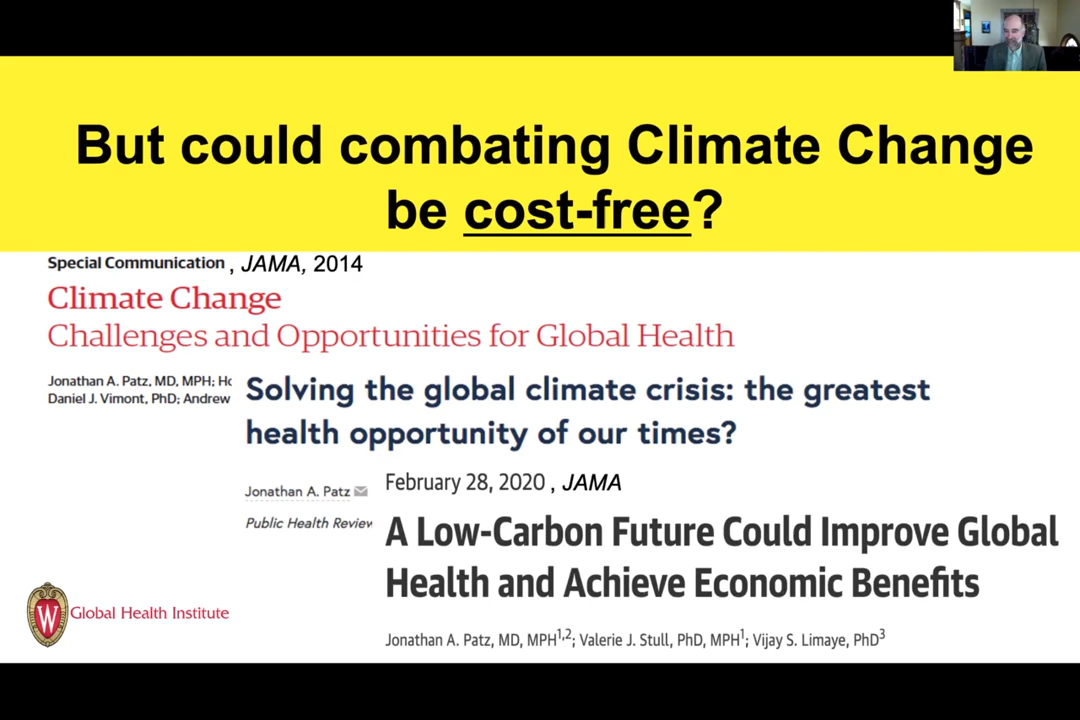 But could combating Climate Change
be cost-free?
Special Communication , JAMA, 2014
Climate Change
Challenges and Opportunities for Global Health
Jonathan A. Patz, MD, MPH;
Daniel J. Vimont, PhD; Andrew
Solving the global climate crisis: the greatest
health opportunity of our times?
Jonathan A. Patz
Public Health Review
February 28, 2020 , JAMA
A Low-Carbon Future Could Improve Global
Health and Achieve Economic Benefits
Jonathan A. Patz, MD, MPH1,2; Valerie J. Stull, PhD, MPH1; Vijay S. Limaye, PhD3
W Global Health Institute